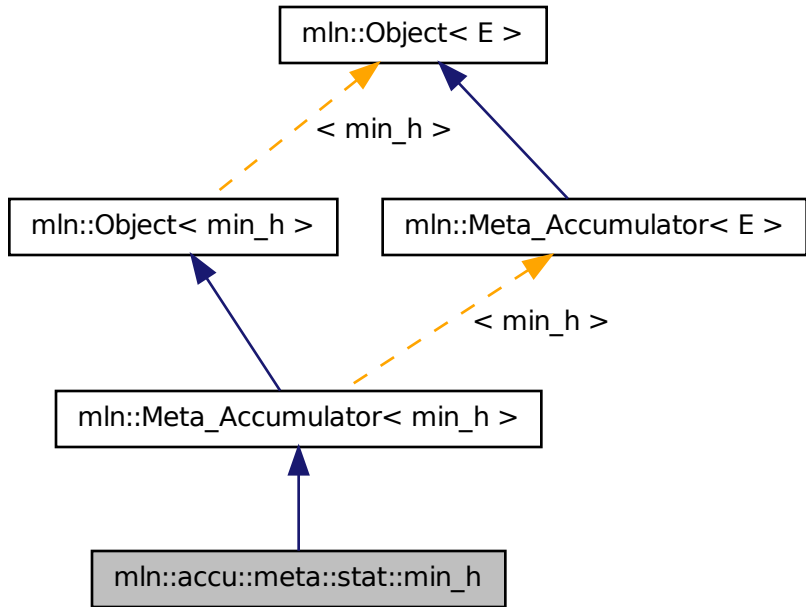 mln::Object< E >
< min_h >
mln::Object< min_h >
mln::Meta_Accumulator< E >
< min_h >
mln::Meta_Accumulator< min_h >
mln::accu::meta::stat::min_h